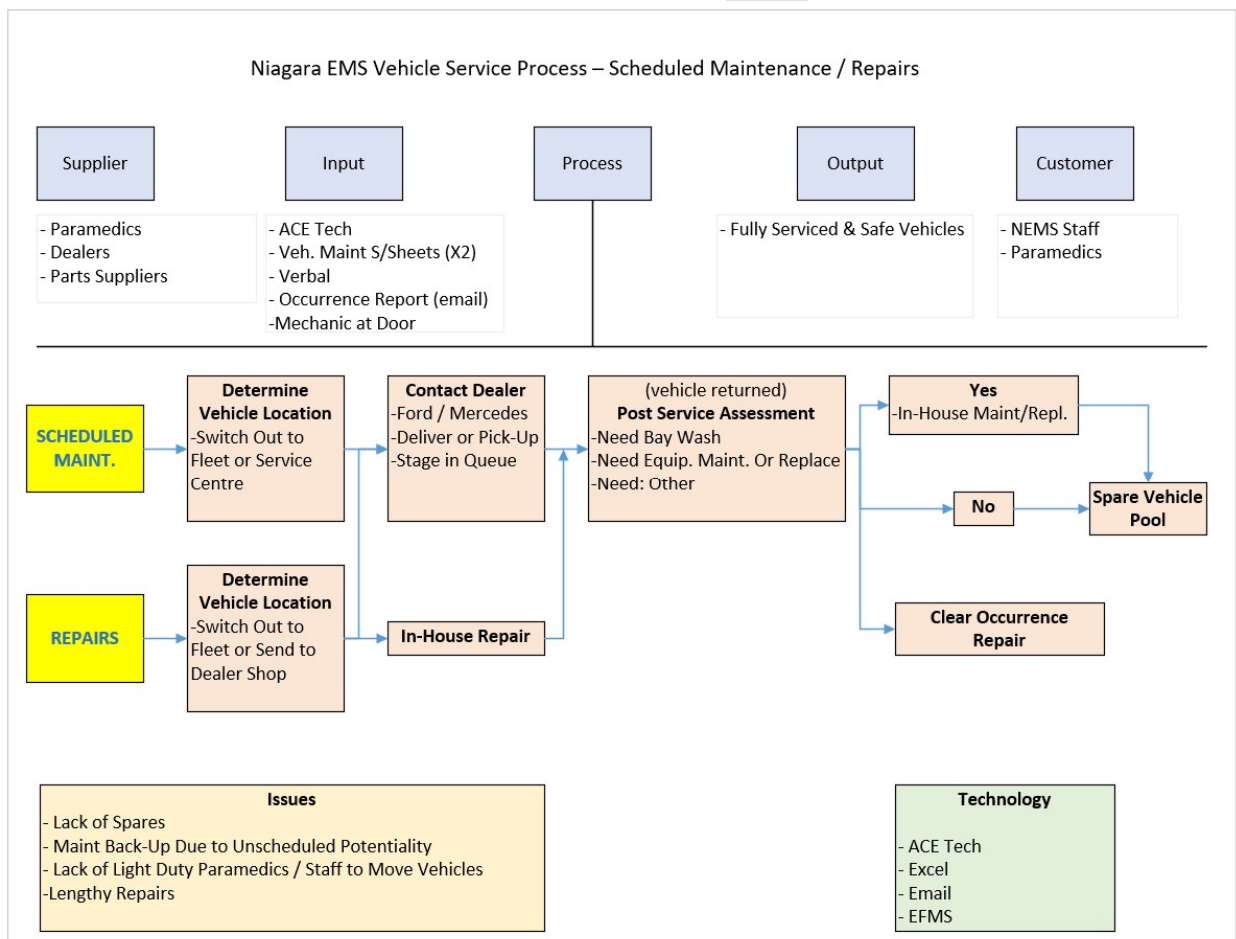 Niagara EMS Vehicle Service Process – Scheduled Maintenance / Repairs
Supplier
Input
Process
Output
Customer
- Paramedics
- Dealers
- Parts Suppliers
- ACE Tech
- Veh. Maint S/Sheets (X2)
- Verbal
- Occurrence Report (email)
-Mechanic at Door
- Fully Serviced & Safe Vehicles
- NEMS Staff
- Paramedics
SCHEDULED
MAINT.
Determine
Vehicle Location
-Switch Out to
Fleet or Service
Centre
Contact Dealer
-Ford / Mercedes
-Deliver or Pick-Up
-Stage in Queue
(vehicle returned)
Post Service Assessment
-Need Bay Wash
-Need Equip. Maint. Or Replace
-Need: Other
Yes
-In-House Maint/Repl.
No
Spare Vehicle
Pool
REPAIRS
Determine
Vehicle Location
-Switch Out to
Fleet or Send to
Dealer Shop
In-House Repair
Clear Occurrence
Repair
Issues
- Lack of Spares
- Maint Back-Up Due to Unscheduled Potentiality
- Lack of Light Duty Paramedics / Staff to Move Vehicles
-Lengthy Repairs
Technology
- ACE Tech
- Excel
- Email
- EFMS